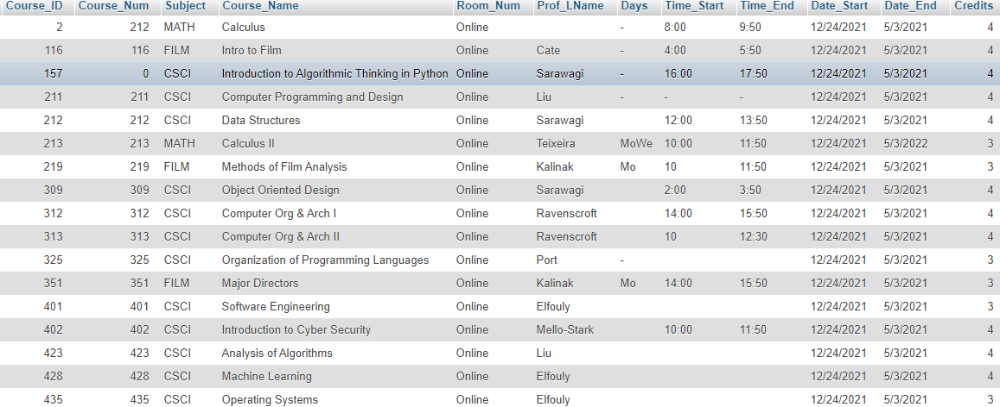 Course_ID Course_Num Subject Course_Name Room_Num Prof_LName Days Time_Start Time_End Date_Start Date_End Credits
2 212 MATH Calculus Online - 8:00 9:50 12/24/2021 5/3/2021 4
116 116 FILM Intro to Film Online Cate - 4:00 5:50 12/24/2021 5/3/2021 4
157 0 CSCI Introduction to Algorithmic Thinking in Python Online Sarawagi - 16:00 17:50 12/24/2021 5/3/2021 4
211 211 CSCI Computer Programming and Design Online Liu - - - 12/24/2021 5/3/2021 4
212 212 CSCI Data Structures Online Sarawagi 12:00 13:50 12/24/2021 5/3/2021 4
213 213 MATH Calculus II Online Teixeira MoWe 10:00 11:50 12/24/2021 5/3/2022 3
219 219 FILM Methods of Film Analysis Online Kalinak Mo 10 11:50 12/24/2021 5/3/2021 3
309 309 CSCI Object Oriented Design Online Sarawagi 2:00 3:50 12/24/2021 5/3/2021 4
312 312 CSCI Computer Org & Arch I Online Ravenscroft 14:00 15:50 12/24/2021 5/3/2021 4
313 313 CSCI Computer Org & Arch II Online Ravenscroft 10 12:30 12/24/2021 5/3/2021 4
325 325 CSCI Organization of Programming Languages Online Port - 12/24/2021 5/3/2021 3
351 351 FILM Major Directors Online Kalinak Mo 14:00 15:50 12/24/2021 5/3/2021 3
401 401 CSCI Software Engineering Online Elfouly 12/24/2021 5/3/2021 3
402 402 CSCI Introduction to Cyber Security Online Mello-Stark 10:00 11:50 12/24/2021 5/3/2021 4
423 423 CSCI Analysis of Algorithms Online Liu 12/24/2021 5/3/2021 4
428 428 CSCI Machine Learning Online Elfouly 12/24/2021 5/3/2021 4
435 435 CSCI Operating Systems Online Elfouly 12/24/2021 5/3/2021 3